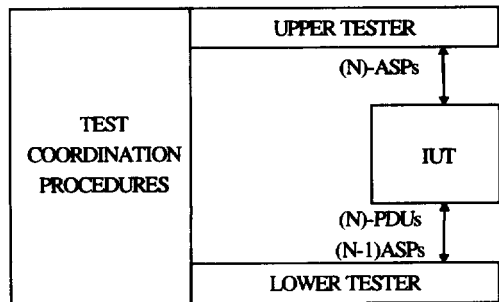 UPPER TESTER
(N)-ASPs
TEST
COORDINATION
PROCEDURES
IUT
(N)-PDUs
(N-1)ASPs
LOWER TESTER